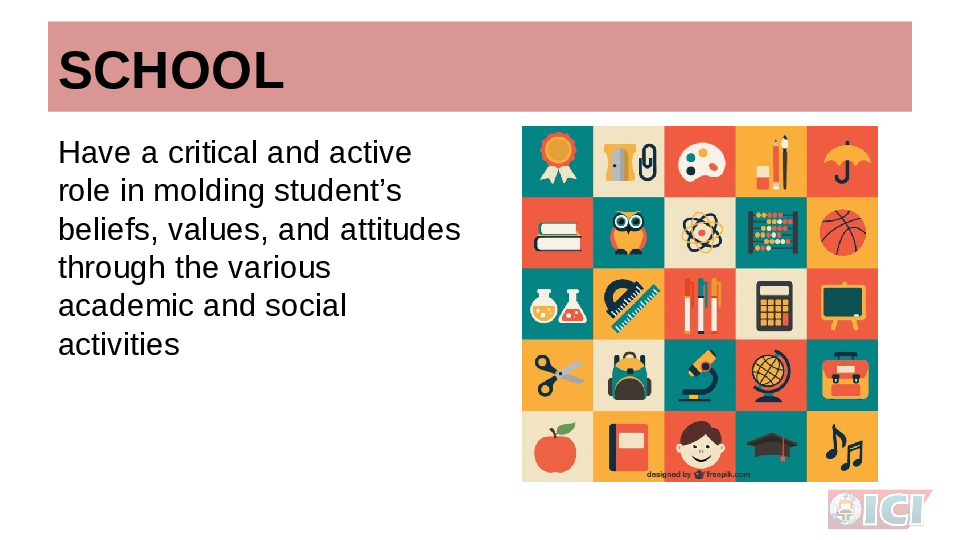 SCHOOL
Have a critical and active
role in molding student’s
beliefs, values, and attitudes
through the various
academic and social
activities
designed by freepik.com
ICI